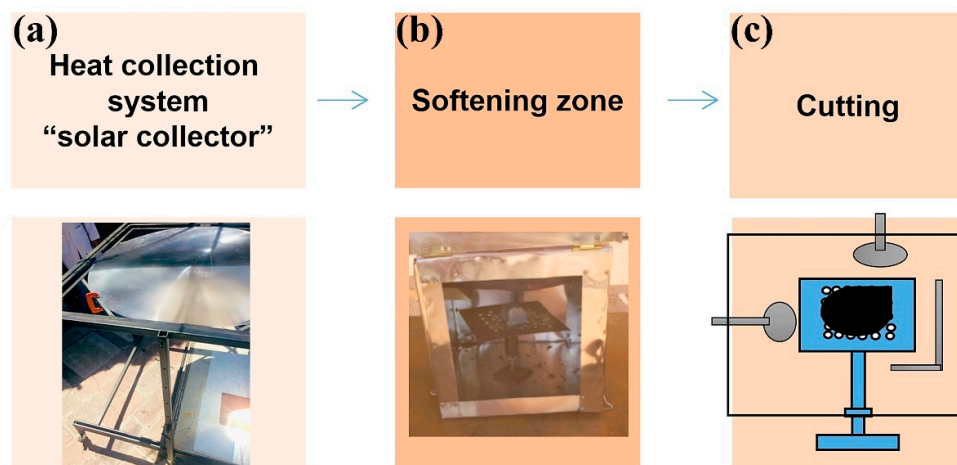 (a)
Heat collection
system
“solar collector”
(b)
Softening zone
(c)
Cutting